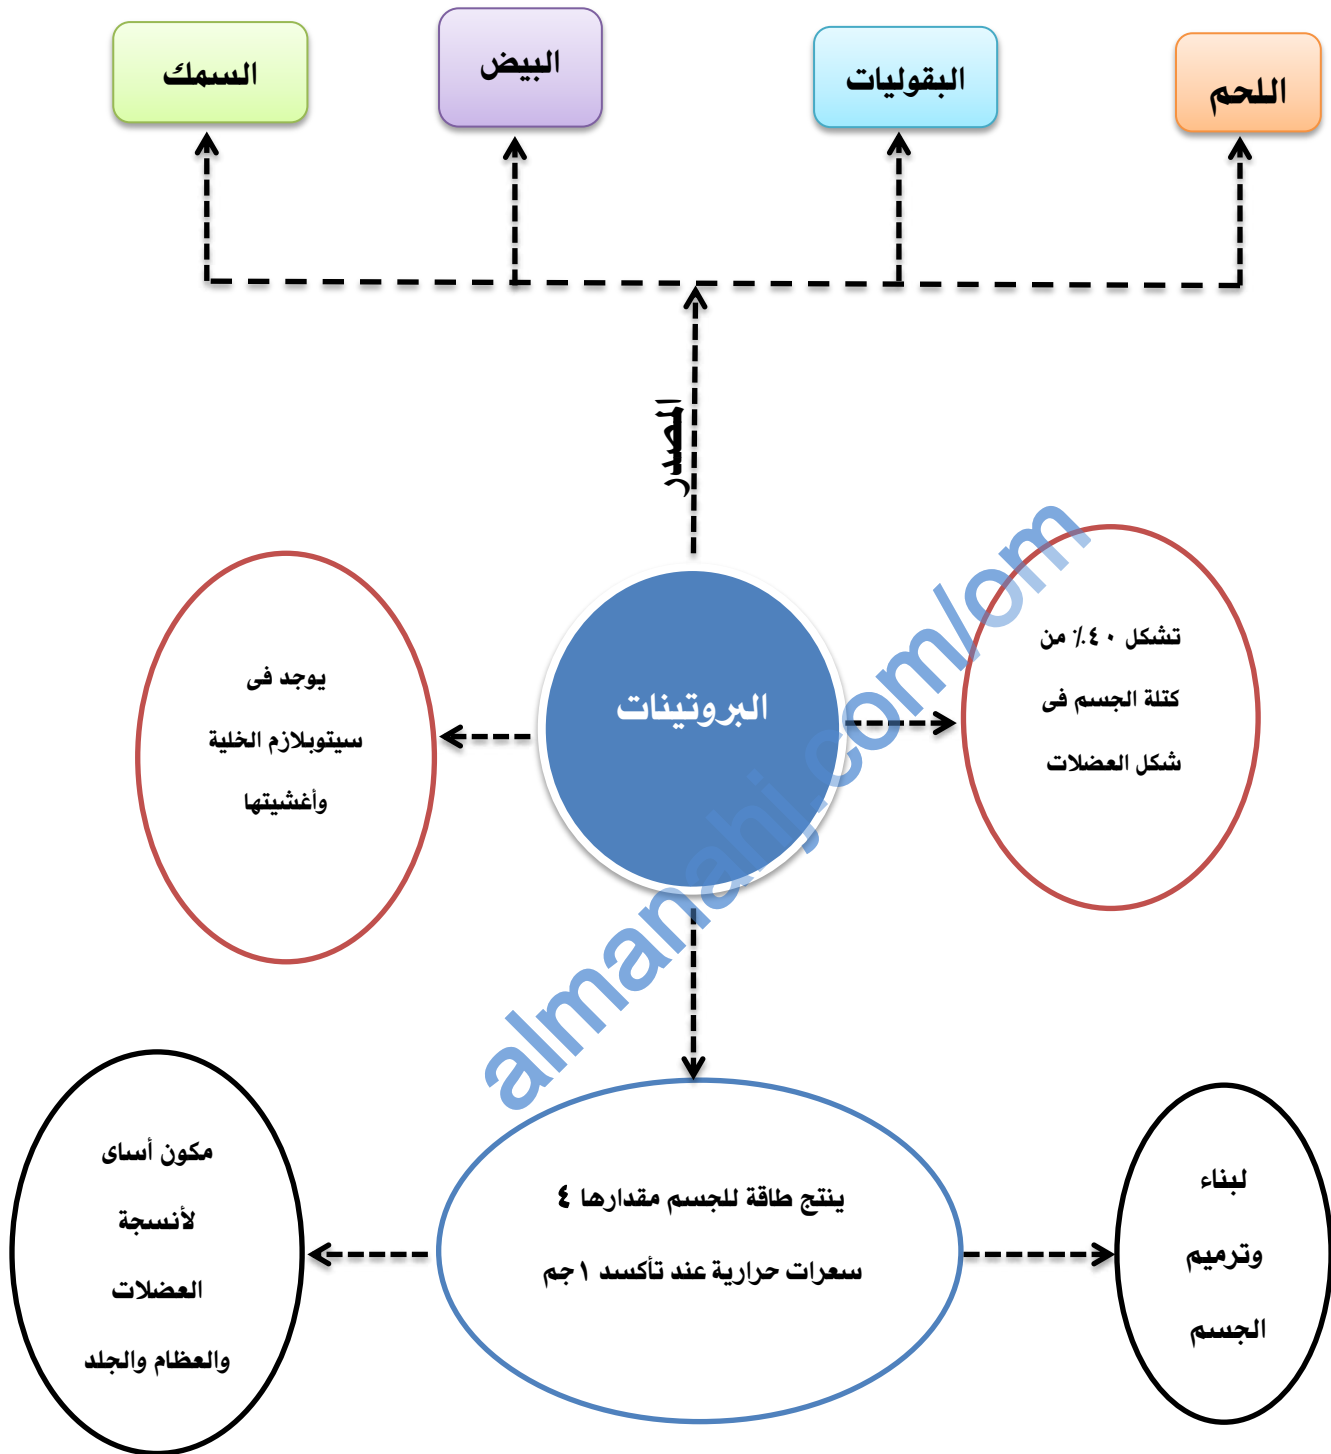 اللحم
البقوليات
البيض
السمك
المصدر
البروتينات
تشكل ٤٠٪ من
كتلة الجسم فى
شكل العضلات
يوجد فى
سيتوبلازم الخلية
وأغشيتها
ينتج طاقة للجسم مقدارها ٤
سعرات حرارية عند تأكسد ١جم
لبناء
وترميم
الجسم
مكون أساى
لأنسجة
العضلات
والعظام والجلد
almanahj.com/om